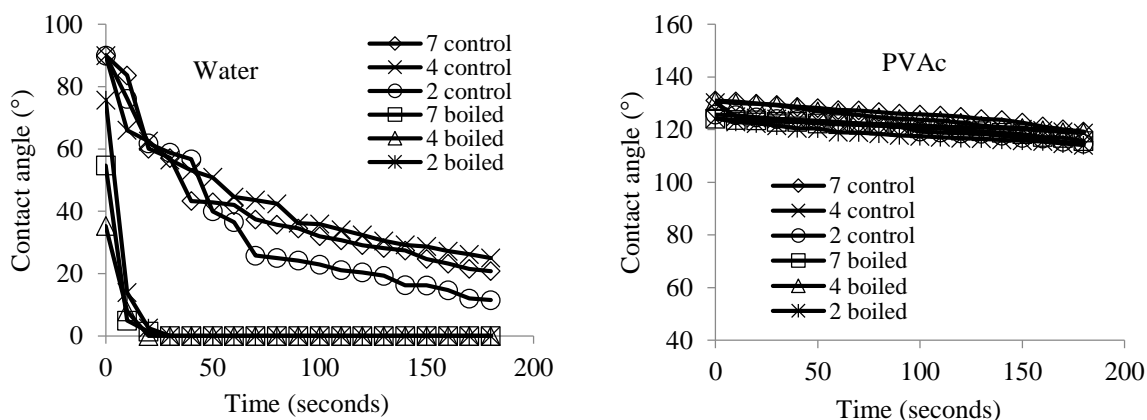 100
80
60
40
20
0
0
50
100
150
200
Contact angle (°)
Time (seconds)
Water
7 control
4 control
2 control
7 boiled
4 boiled
2 boiled
160
140
120
100
80
60
40
0
50
100
150
200
Contact angle (°)
Time (seconds)
PVAc
7 control
4 control
2 control
7 boiled
4 boiled
2 boiled